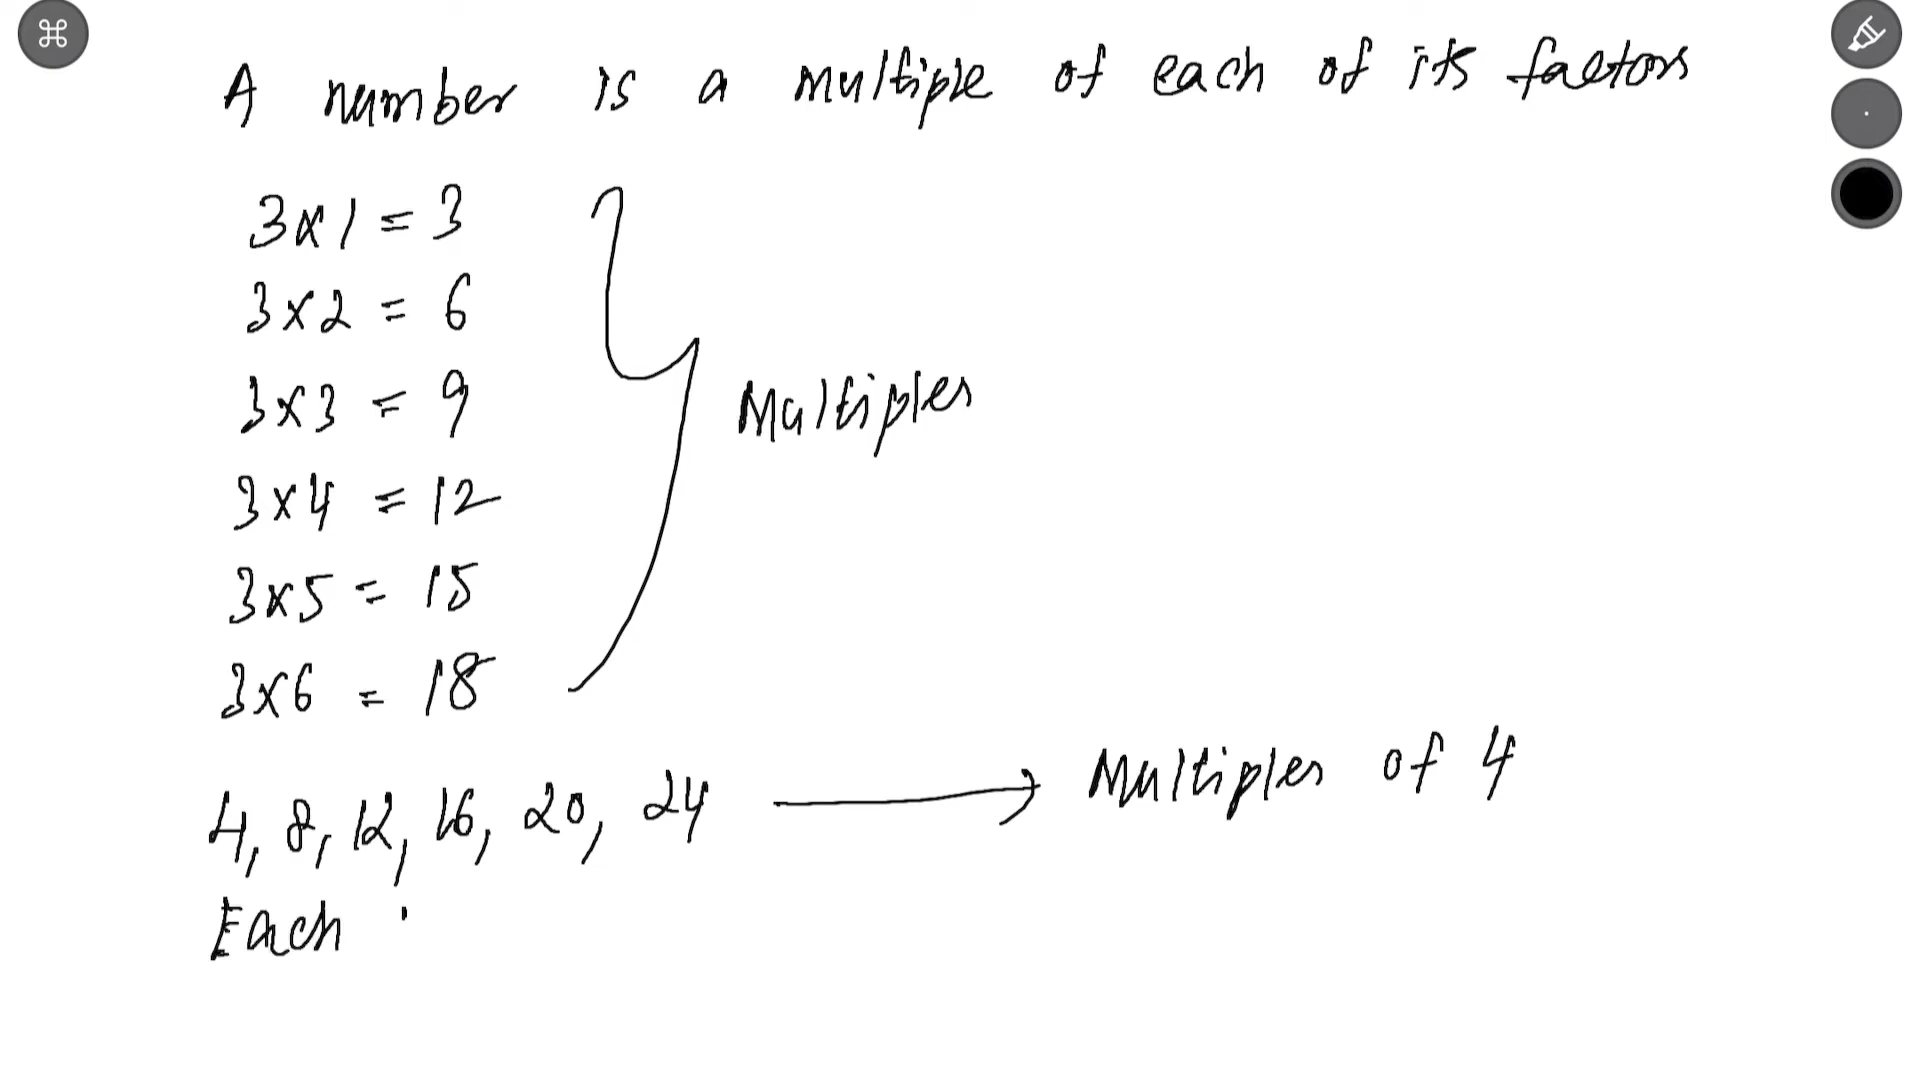 A number is a multiple of each of its factors
3x1 = 3
3x2 = 6
3x3 = 9
Multiples
3x4 = 12
3x5 = 15
3x6 = 18
4, 8, 12, 16, 20, 24 → Multiples of 4
Each